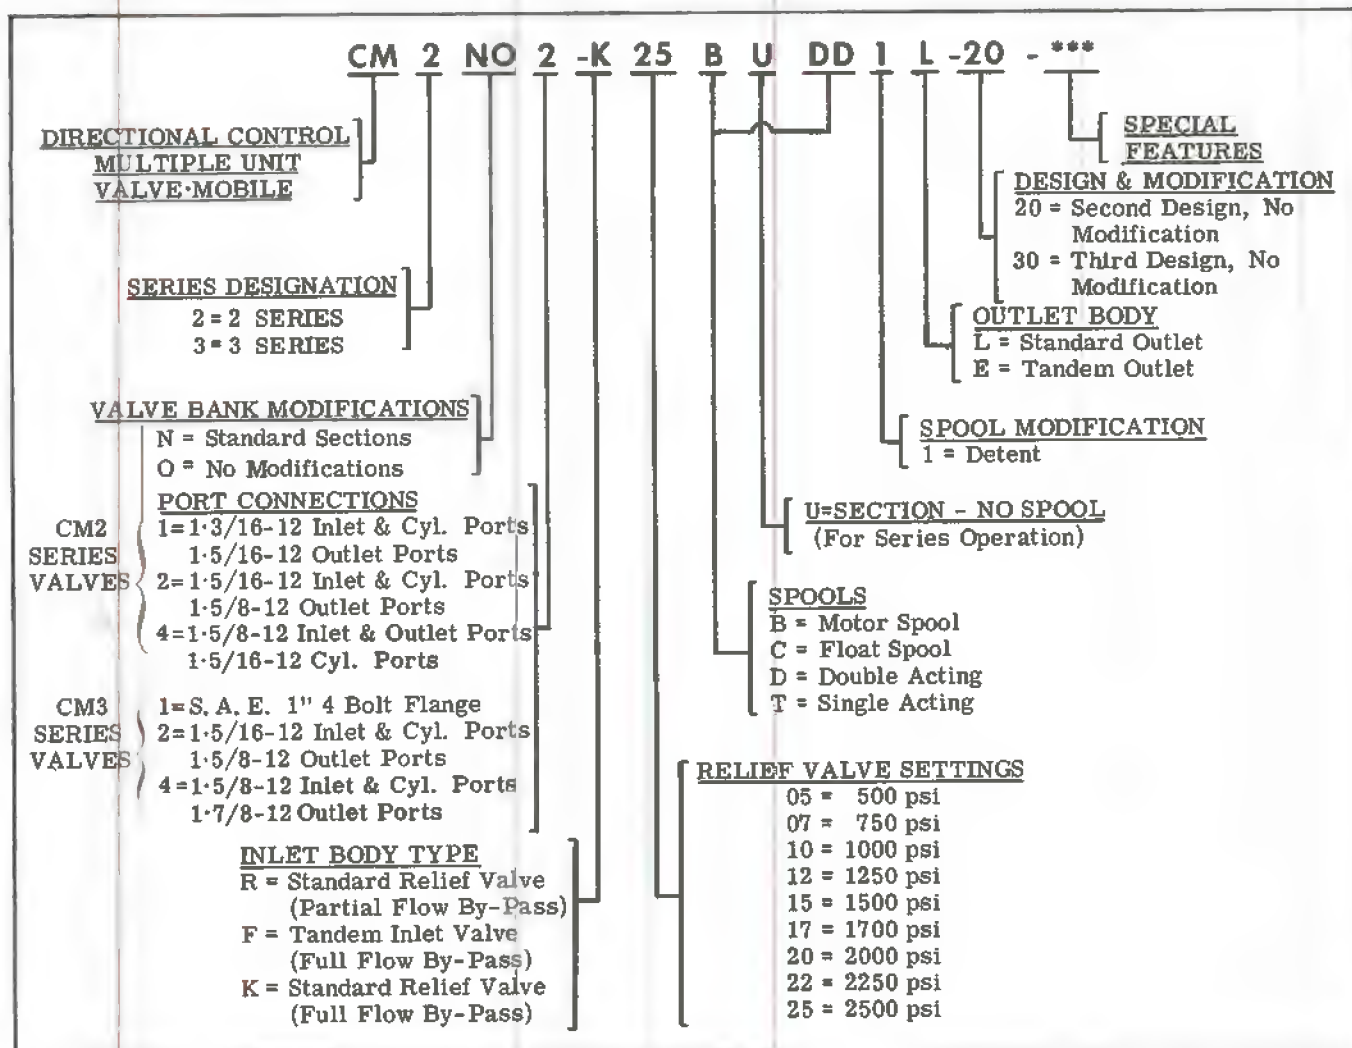 CM 2 NO 2 -K 25 B U DD 1 L -20 - ***
DIRECTIONAL CONTROL
MULTIPLE UNIT
VALVE·MOBILE
SPECIAL
FEATURES
DESIGN & MODIFICATION
20 = Second Design, No
Modification
30 = Third Design, No
Modification
SERIES DESIGNATION
2 = 2 SERIES
3 = 3 SERIES
OUTLET BODY
L = Standard Outlet
E = Tandem Outlet
VALVE BANK MODIFICATIONS
N = Standard Sections
O = No Modifications
SPOOL MODIFICATION
1 = Detent
PORT CONNECTIONS
CM2
SERIES
VALVES
1=1·3/16-12 Inlet & Cyl. Ports
1·5/16-12 Outlet Ports
2=1·5/16-12 Inlet & Cyl. Ports
1·5/8-12 Outlet Ports
4=1·5/8-12 Inlet & Outlet Ports
1·5/16-12 Cyl. Ports
U=SECTION - NO SPOOL
(For Series Operation)
SPOOLS
B = Motor Spool
C = Float Spool
D = Double Acting
T = Single Acting
CM3
SERIES
VALVES
1=S. A. E. 1" 4 Bolt Flange
2=1·5/16-12 Inlet & Cyl. Ports
1·5/8-12 Outlet Ports
4=1·5/8-12 Inlet & Cyl. Ports
1·7/8-12 Outlet Ports
RELIEF VALVE SETTINGS
05 = 500 psi
07 = 750 psi
10 = 1000 psi
12 = 1250 psi
15 = 1500 psi
17 = 1700 psi
20 = 2000 psi
22 = 2250 psi
25 = 2500 psi
INLET BODY TYPE
R = Standard Relief Valve
(Partial Flow By-Pass)
F = Tandem Inlet Valve
(Full Flow By-Pass)
K = Standard Relief Valve
(Full Flow By-Pass)